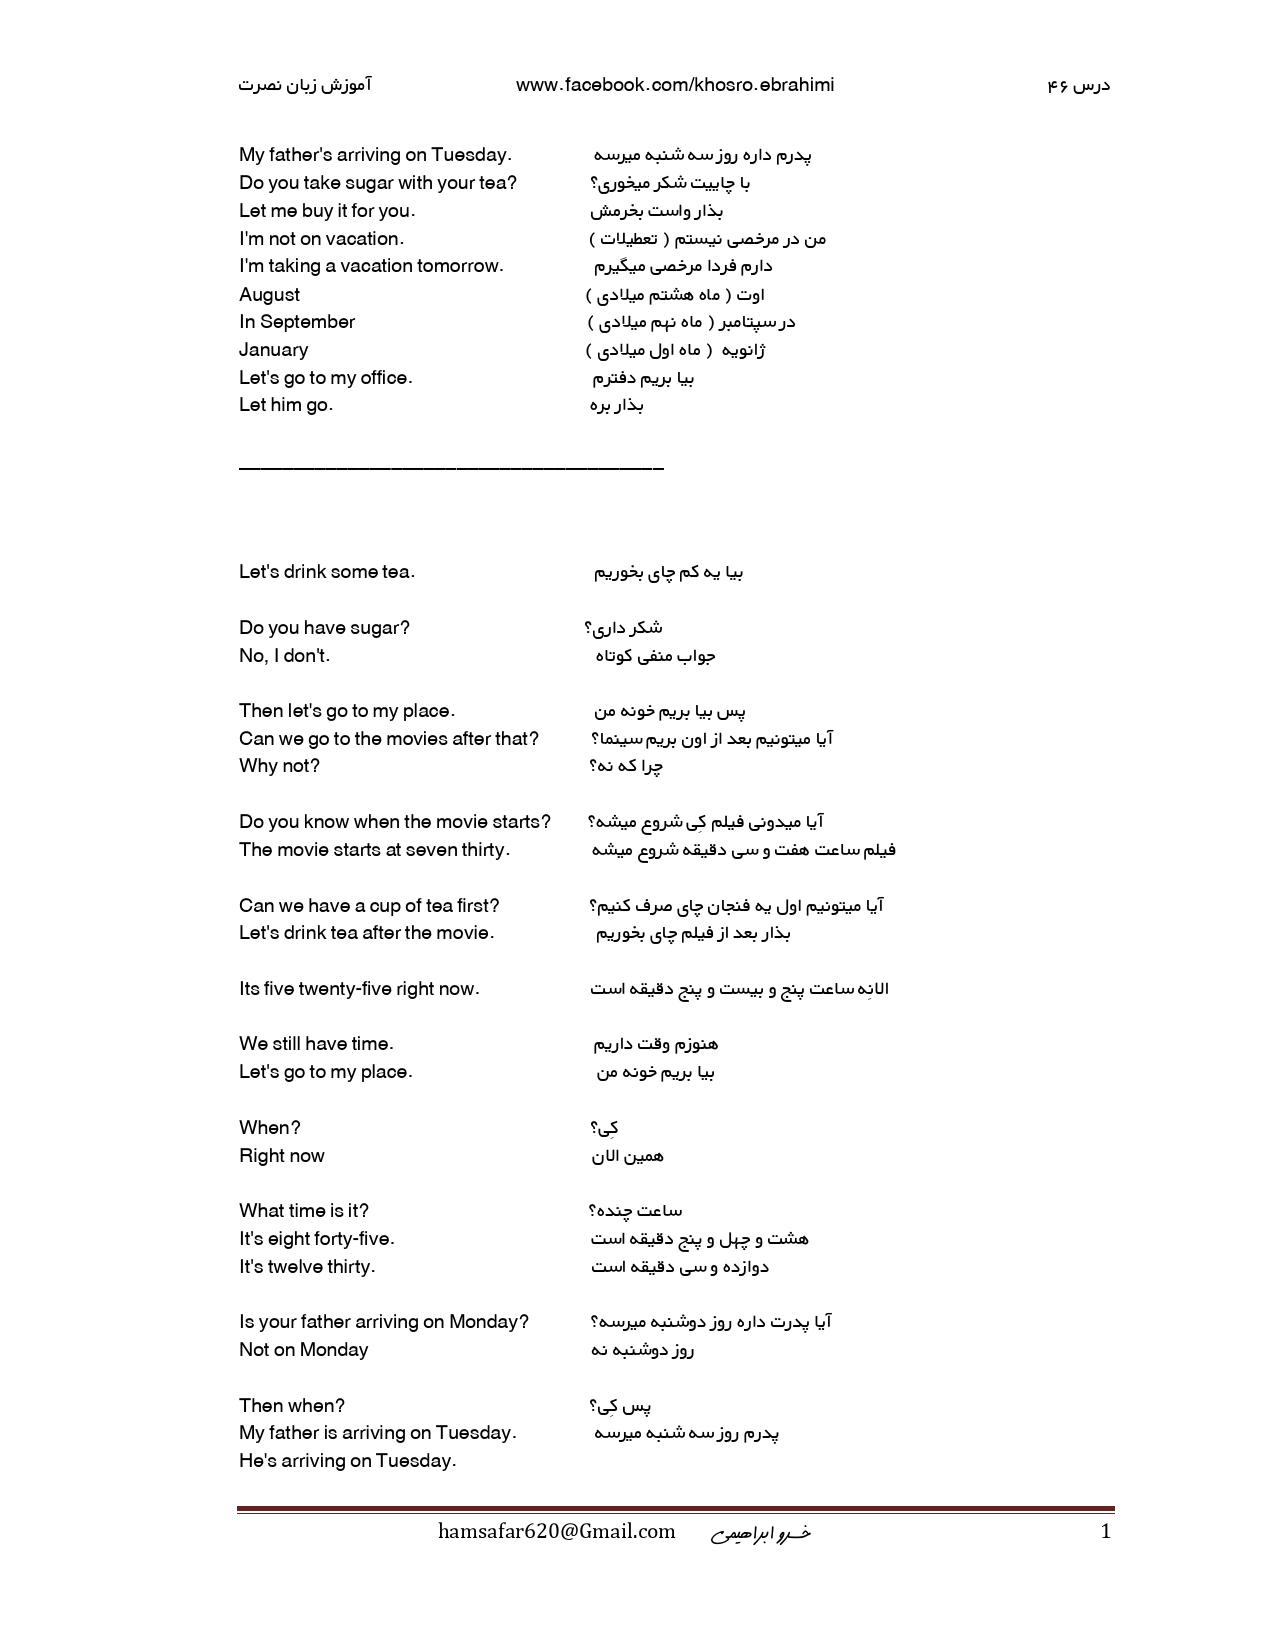 آموزش زبان نصرت www.facebook.com/khosro.ebrahimi درس ۴۶
My father's arriving on Tuesday. پدرم داره روز سه شنبه میرسه
Do you take sugar with your tea? با چاییت شکر میخوری؟
Let me buy it for you. بذار واست بخرمش
I'm not on vacation. من در مرخصی نیستم ( تعطیلات )
I'm taking a vacation tomorrow. دارم فردا مرخصی میگیرم
August اوت ( ماه هشتم میلادی )
In September در سپتامبر ( ماه نهم میلادی )
January ژانویه ( ماه اول میلادی )
Let's go to my office. بیا بریم دفترم
Let him go. بذار بره
________________________________________
Let's drink some tea. بیا یه کم چای بخوریم
Do you have sugar? شکر داری؟
No, I don't. جواب منفی کوتاه
Then let's go to my place. پس بیا بریم خونه من
Can we go to the movies after that? آیا میتونیم بعد از اون بریم سینما؟
Why not? چرا که نه؟
Do you know when the movie starts? آیا میدونی فیلم کِی شروع میشه؟
The movie starts at seven thirty. فیلم ساعت هفت و سی دقیقه شروع میشه
Can we have a cup of tea first? آیا میتونیم اول یه فنجان چای صرف کنیم؟
Let's drink tea after the movie. بذار بعد از فیلم چای بخوریم
Its five twenty-five right now. الانِه ساعت پنج و بیست و پنج دقیقه است
We still have time. هنوزم وقت داریم
Let's go to my place. بیا بریم خونه من
When? کِی؟
Right now همین الان
What time is it? ساعت چنده؟
It's eight forty-five. هشت و چهل و پنج دقیقه است
It's twelve thirty. دوازده و سی دقیقه است
Is your father arriving on Monday? آیا پدرت داره روز دوشنبه میرسه؟
Not on Monday روز دوشنبه نه
Then when? پس کِی؟
My father is arriving on Tuesday. پدرم روز سه شنبه میرسه
He's arriving on Tuesday.
hamsafar620@Gmail.com خسرو ابراهیمی 1